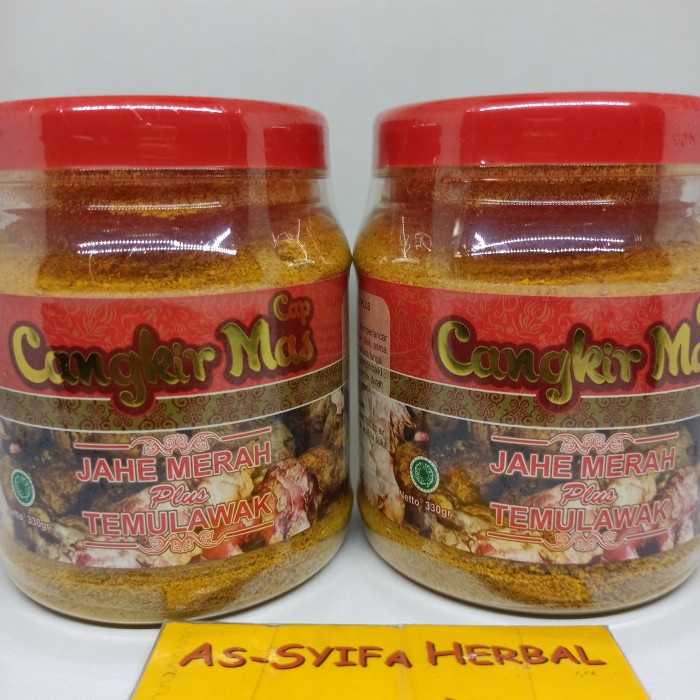 Cap
Cangkir Mas
JAHE MERAH
Plus
TEMULAWAK
Netto 330gr
Cangkir Ma
JAHE MERAH
Plus
TEMULAWAK
Netto 330gr
AS-SYIFA HERBAL